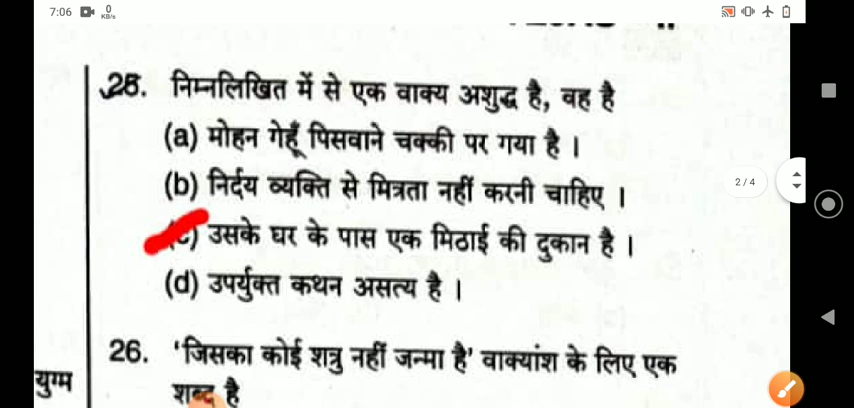 7:06 0 KB/s
25. निम्नलिखित में से एक वाक्य अशुद्ध है, वह है
(a) मोहन गेहूँ पिसवाने चक्की पर गया है ।
(b) निर्दय व्यक्ति से मित्रता नहीं करनी चाहिए ।
(c) उसके घर के पास एक मिठाई की दुकान है ।
2 / 4
(d) उपर्युक्त कथन असत्य है ।
26. ‘जिसका कोई शत्रु नहीं जन्मा है’ वाक्यांश के लिए एक
युग्म
शब्द है